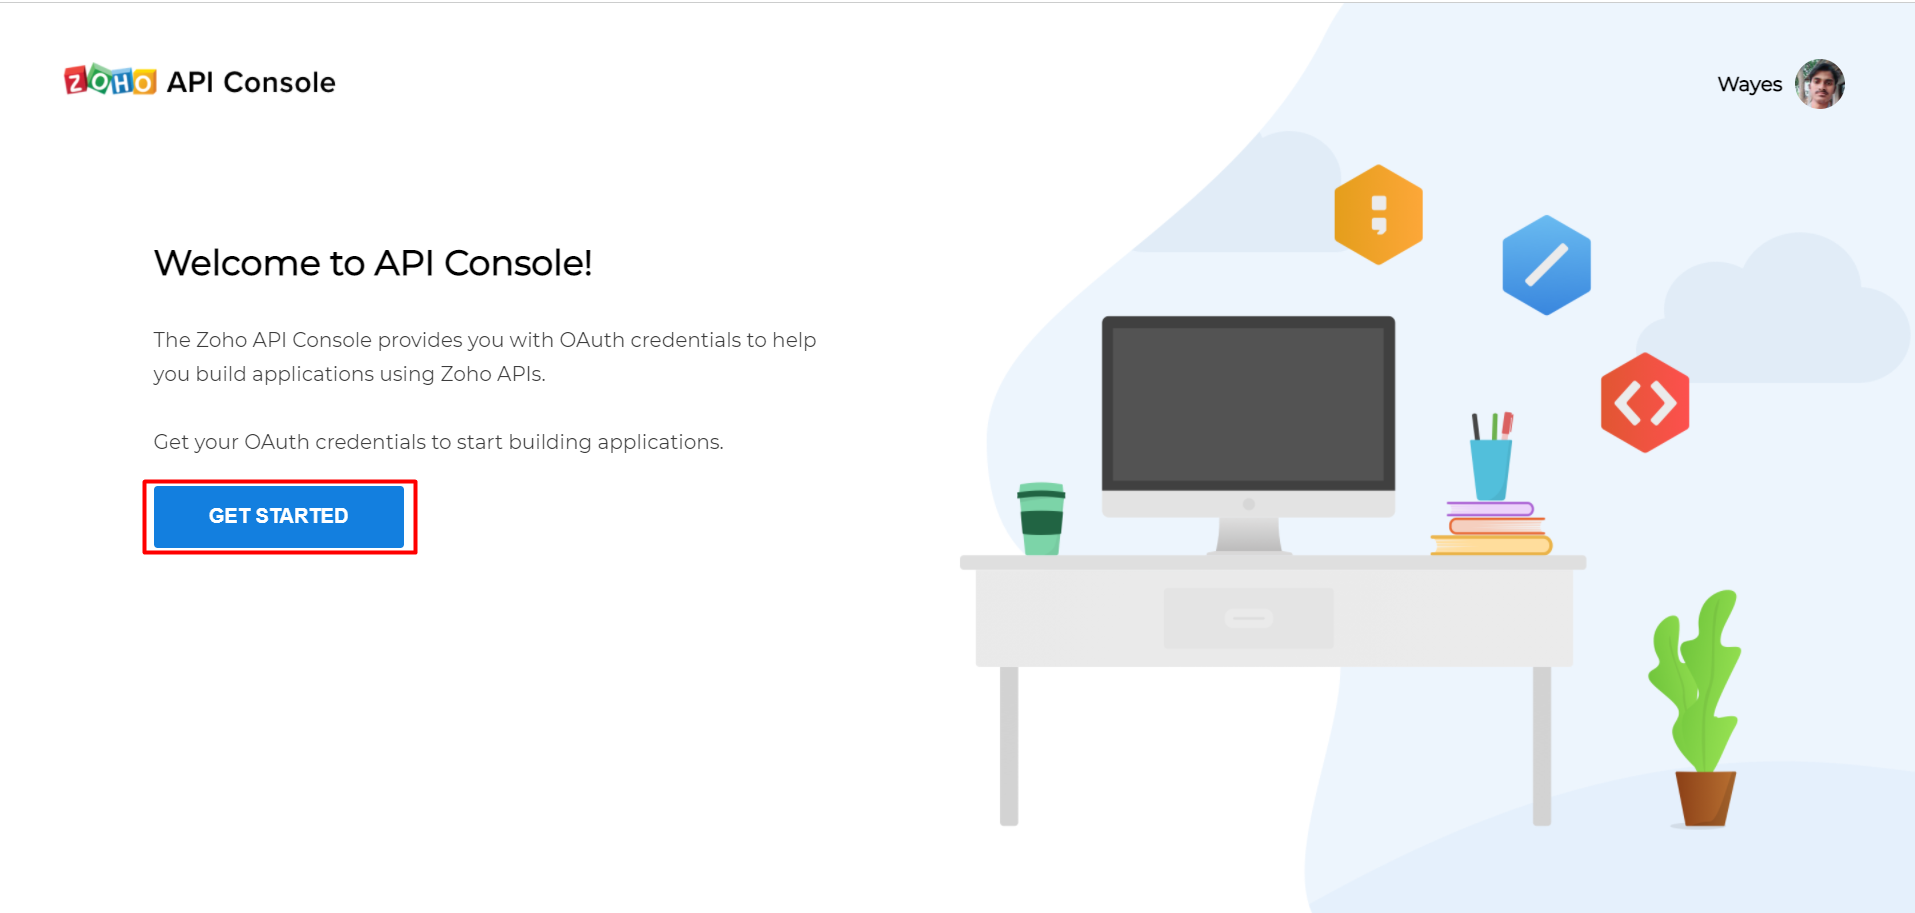 ZOHO API Console
Wayes
Welcome to API Console!
The Zoho API Console provides you with OAuth credentials to help
you build applications using Zoho APIs.
Get your OAuth credentials to start building applications.
GET STARTED